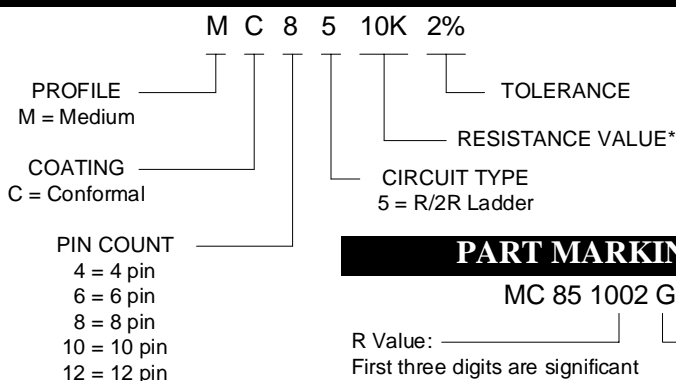 M C 8 5 10K 2%
PROFILE
M = Medium
COATING
C = Conformal
PIN COUNT
4 = 4 pin
6 = 6 pin
8 = 8 pin
10 = 10 pin
12 = 12 pin
TOLERANCE
RESISTANCE VALUE*
CIRCUIT TYPE
5 = R/2R Ladder
PART MARKIN
MC 85 1002 G
R Value:
First three digits are significant